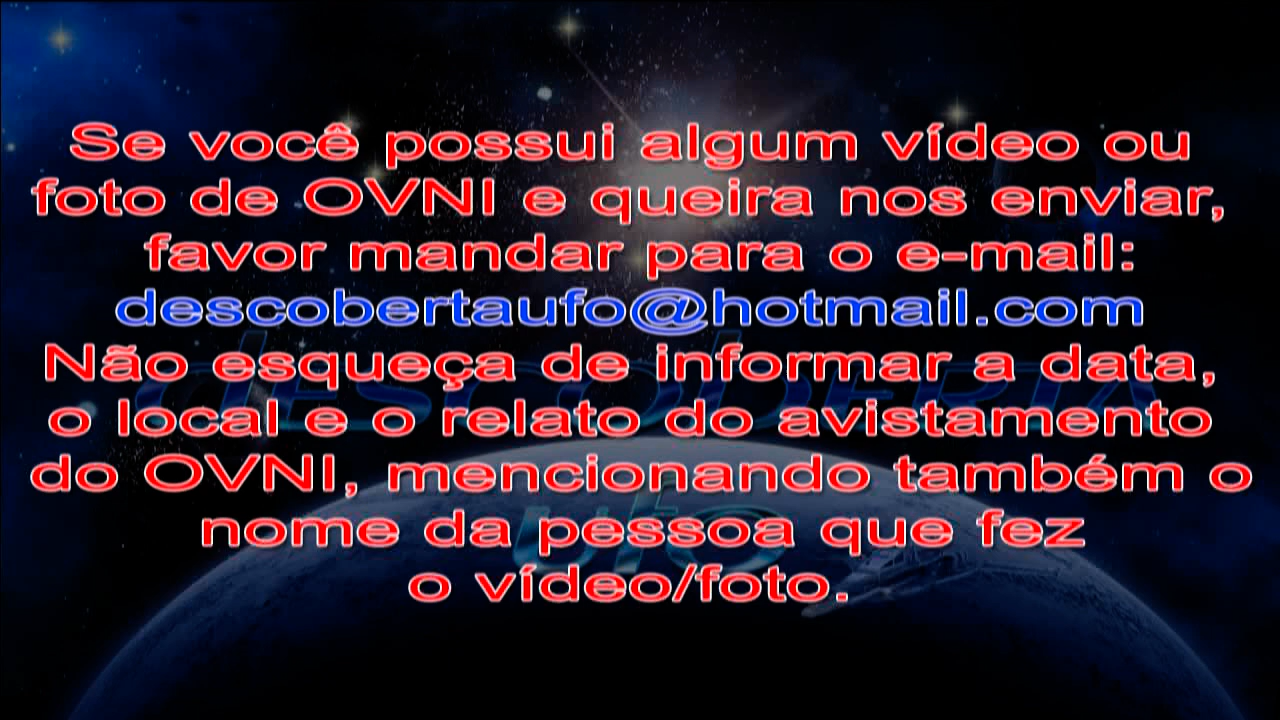 Se você possui algum vídeo ou
foto de OVNI e queira nos enviar,
favor mandar para o e-mail:
descobertaufo@hotmail.com
Não esqueça de informar a data,
o local e o relato do avistamento
do OVNI, mencionando também o
nome da pessoa que fez
o vídeo/foto.
DESCOBERTA
UFO